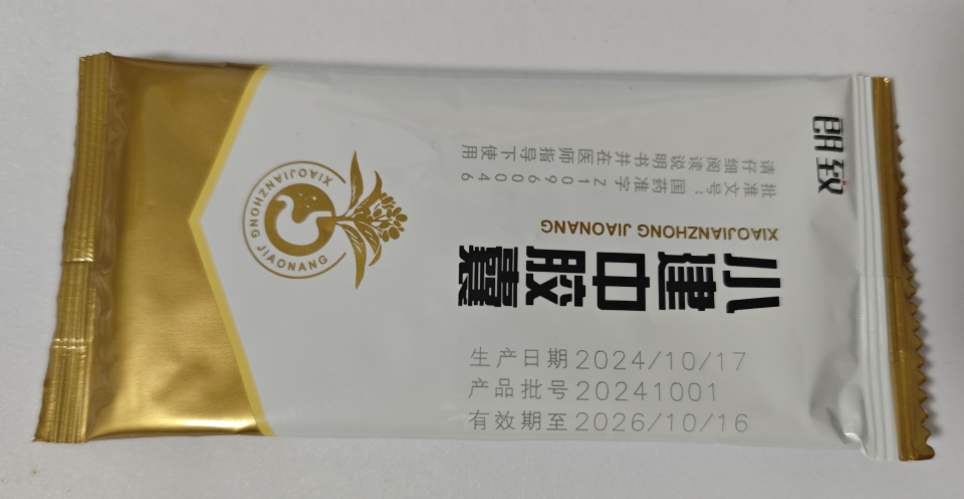 朗致
请仔细阅读说明书并在医师指导下使用
批准文号：国药准字 Z10960046
XIAOJIANZHONG JIAONANG
小建中胶囊
XIAOJIANZHONG JIAONANG
生产日期 2024/10/17
产品批号 20241001
有效期至 2026/10/16